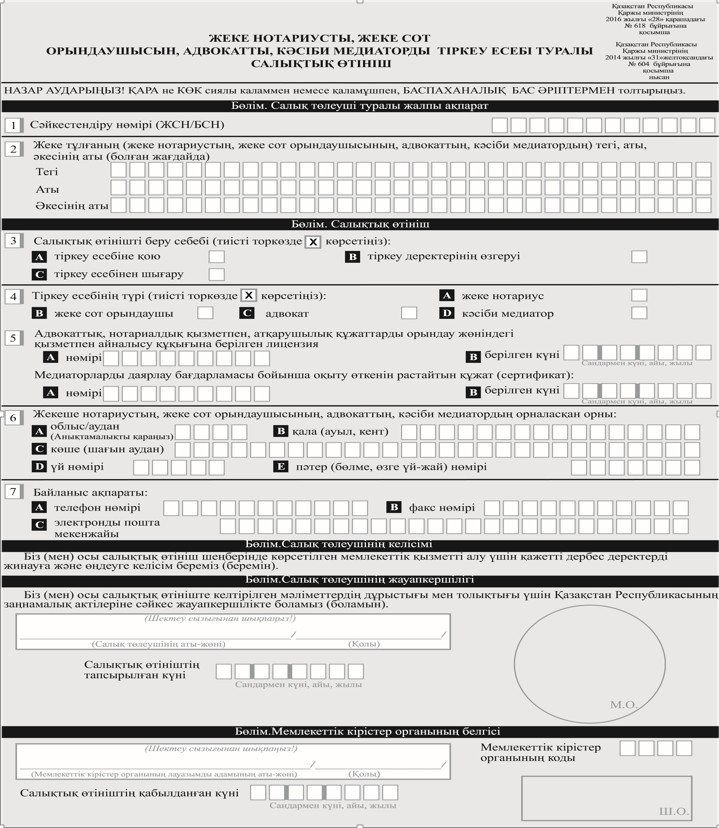 Қазақстан Республикасы
Қаржы министрінің
2016 жылғы «28» қарашадағы
№ 618 бұйрығына
қосымша
Қазақстан Республикасы
Қаржы министрінің
2014 жылғы «31»желтоқсандағы
№ 604 бұйрығына
қосымша
нысан
ЖЕКЕ НОТАРИУСТЫ, ЖЕКЕ СОТ
ОРЫНДАУШЫСЫН, АДВОКАТТЫ, КӘСІБИ МЕДИАТОРДЫ ТІРКЕУ ЕСЕБІ ТУРАЛЫ
САЛЫҚТЫҚ ӨТІНІШ
НАЗАР АУДАРЫҢЫЗ! ҚАРА не КӨК сиялы каламмен немесе қаламұшпен, БАСПАХАНАЛЫҚ БАС ӘРІПТЕРМЕН толтырыңыз.
Бөлім. Салық төлеуші туралы жалпы ақпарат
1 Сәйкестендіру нөмірі (ЖСН/БСН)
2 Жеке тұлғаның (жеке нотариустың, жеке сот орындаушысының, адвокаттың, кәсіби медиатордың) тегі, аты,
әкесінің аты (болған жағдайда)
Тегі
Аты
Әкесінің аты
Бөлім. Салықтық өтініш
3 Салықтық өтінішті беру себебі (тиісті торкөзде X көрсетіңіз):
A тіркеу есебіне қою B тіркеу деректерінің өзгеруі
C тіркеу есебінен шығару
4 Тіркеу есебінің түрі (тиісті торкөзде X көрсетіңіз): A жеке нотариус
B жеке сот орындаушы C адвокат D кәсіби медиатор
5 Адвокаттық, нотариалдық қызметпен, атқарушылық құжаттарды орындау жөніндегі
қызметпен айналысу құқығына берілген лицензия
A нөмірі B берілген күні
Сандармен күні, айы, жылы
Медиаторларды даярлау бағдарламасы бойынша оқыту өткенін растайтын құжат (сертификат):
A нөмірі B берілген күні
Сандармен күні, айы, жылы
6 Жекеше нотариустың, жеке сот орындаушысының, адвокаттың, кәсіби медиатордың орналасқан орны:
A облыс/аудан B қала (ауыл, кент)
(Анықтамалықты қараңыз)
C көше (шағын аудан)
D үй нөмірі E пәтер (бөлме, өзге үй-жай) нөмірі
7 Байланыс ақпараты:
A телефон нөмірі B факс нөмірі
C электронды пошта
мекенжайы
Бөлім.Салық төлеушінің келісімі
Біз (мен) осы салықтық өтініш шеңберінде көрсетілген мемлекеттік қызметті алу үшін қажетті дербес деректерді
жинауға және өңдеуге келісім береміз (беремін).
Бөлім.Салық төлеушінің жауапкершілігі
Біз (мен) осы салықтық өтініште келтірілген мәліметтердің дұрыстығы мен толықтығы үшін Қазақстан Республикасының
заңнамалық актілеріне сәйкес жауапкершілікте боламыз (боламын).
(Шектеу сызығынан шықпаңыз!)
(Салық төлеушінің аты-жөні) (Қолы)
Салықтық өтініштің
тапсырылған күні
Сандармен күні, айы, жылы
М.О.
Бөлім.Мемлекеттік кірістер органының белгісі
(Шектеу сызығынан шықпаңыз!)
(Мемлекеттік кірістер органының лауазымды адамының аты-жөні) (Қолы)
Мемлекеттік кірістер
органының коды
Салықтық өтініштің қабылданған күні
Сандармен күні, айы, жылы
Ш.О.